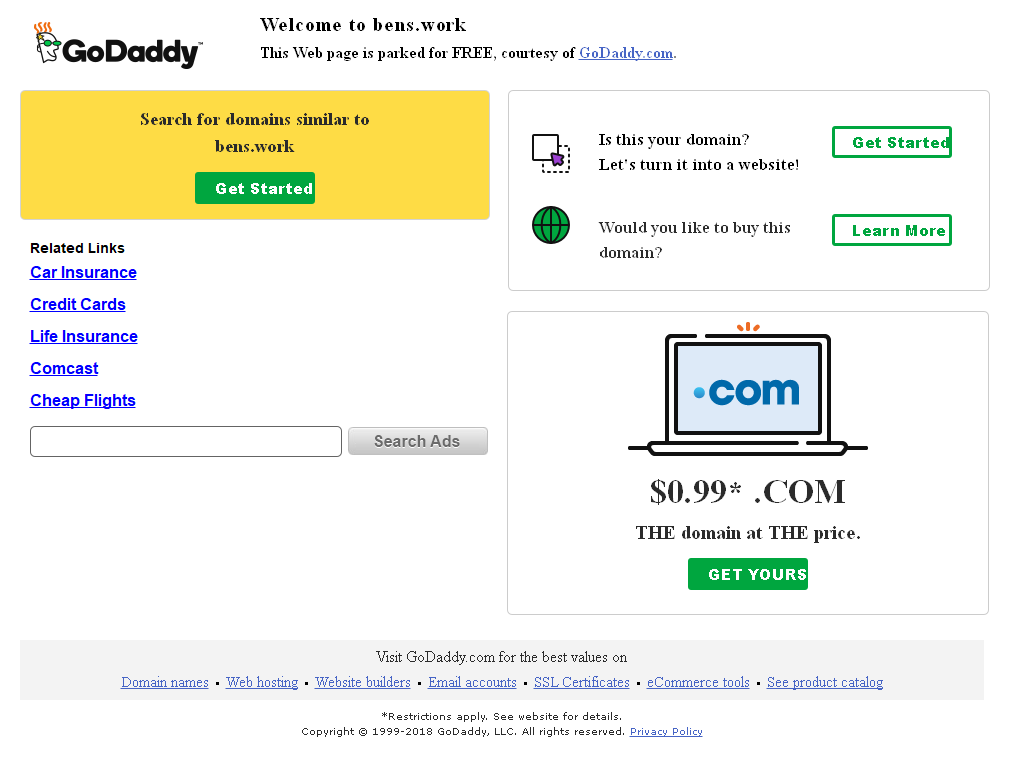 GoDaddy™
Welcome to bens.work
This Web page is parked for FREE, courtesy of GoDaddy.com.
Search for domains similar to
bens.work
Get Started
Is this your domain?
Let's turn it into a website!
Get Started
Would you like to buy this
domain?
Learn More
Related Links
Car Insurance
Credit Cards
Life Insurance
Comcast
Cheap Flights
Search Ads
.com
$0.99* .COM
THE domain at THE price.
GET YOURS
Visit GoDaddy.com for the best values on
Domain names • Web hosting • Website builders • Email accounts • SSL Certificates • eCommerce tools • See product catalog
*Restrictions apply. See website for details.
Copyright © 1999-2018 GoDaddy, LLC. All rights reserved. Privacy Policy